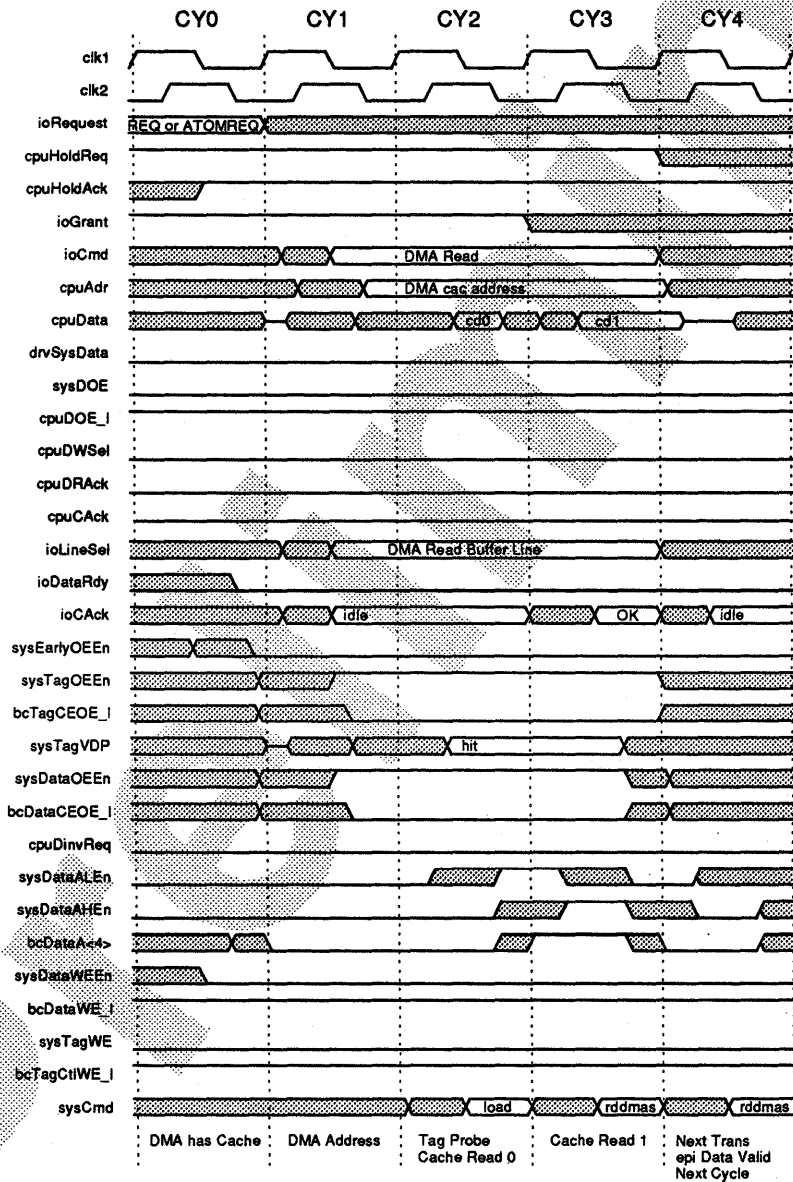 CY0 CY1 CY2 CY3 CY4
clk1
clk2
ioRequest REQ or ATOMREQ
cpuHoldReq
cpuHoldAck
ioGrant
ioCmd DMA Read
cpuAdr DMA cac address
cpuData cd0 cd1
drvSysData
sysDOE
cpuDOE_l
cpuDWSel
cpuDRAck
cpuCAck
ioLineSel DMA Read Buffer Line
ioDataRdy
ioCAck idle OK idle
sysEarlyOEEn
sysTagOEEn
bcTagCEOE_l
sysTagVDP hit
sysDataOEEn
bcDataCEOE_l
cpuDinvReq
sysDataALEn
sysDataAHEn
bcDataA<4>
sysDataWEEn
bcDataWE_l
sysTagWE
bcTagCtlWE_l
sysCmd load rddmas rddmas
DMA has Cache DMA Address Tag Probe Cache Read 1 Next Trans
Cache Read 0 epi Data Valid
Next Cycle